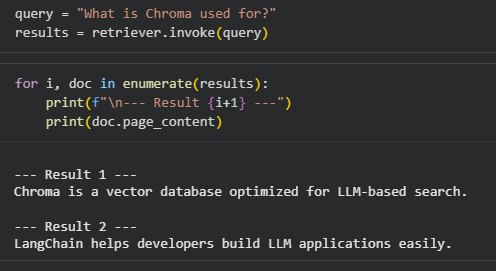 query = "What is Chroma used for?"
results = retriever.invoke(query)
for i, doc in enumerate(results):
    print(f"\n--- Result {i+1} ---")
    print(doc.page_content)
--- Result 1 ---
Chroma is a vector database optimized for LLM-based search.
--- Result 2 ---
LangChain helps developers build LLM applications easily.